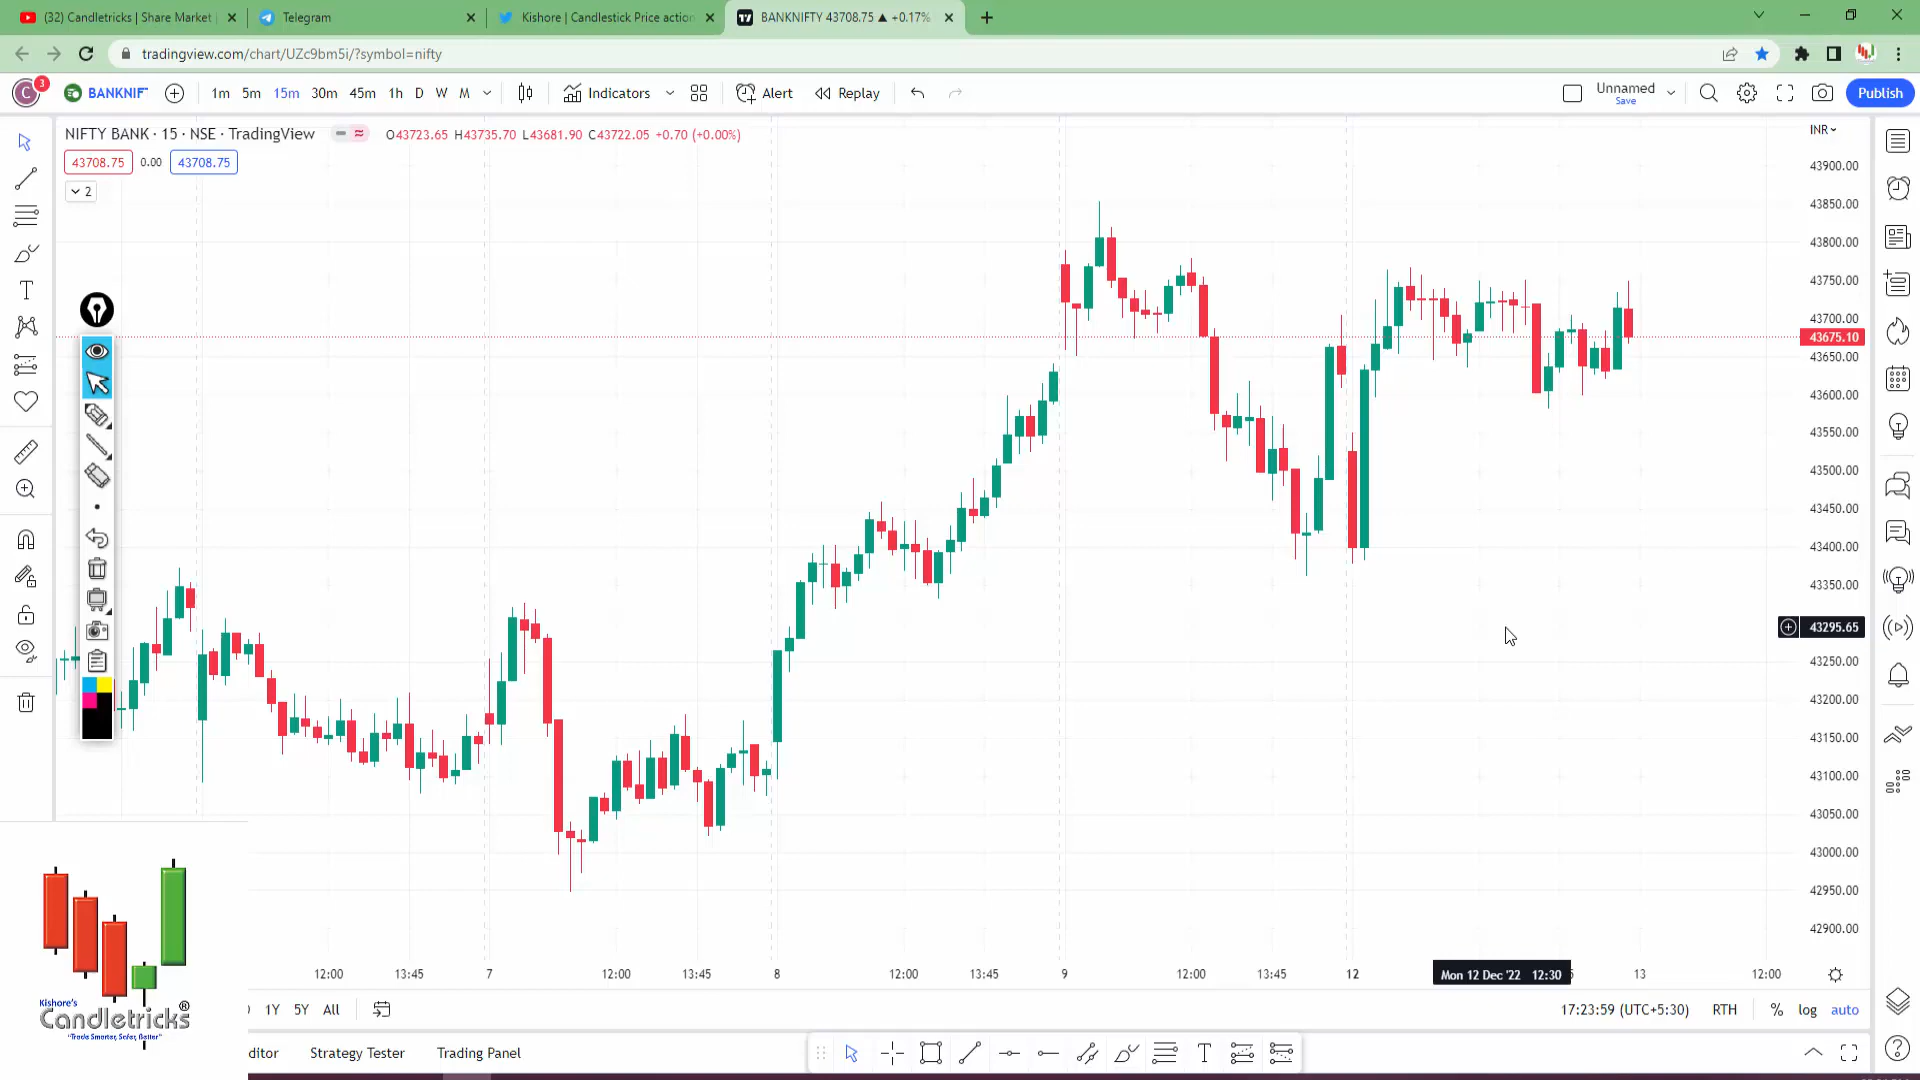 (32) Candletricks | Share Market
Telegram
Kishore | Candlestick Price action
BANKNIFTY 43708.75 ▲ +0.17%
tradingview.com/chart/UZc9bm5i/?symbol=nifty
C
3
BANKNIF
1m 5m 15m 30m 45m 1h D W M
Indicators
Alert
Replay
Unnamed
Save
Publish
NIFTY BANK · 15 · NSE · TradingView
O43723.65 H43735.70 L43681.90 C43722.05 +0.70 (+0.00%)
43708.75 0.00 43708.75
2
INR
43900.00
43850.00
43800.00
43750.00
43700.00
43675.10
43650.00
43600.00
43550.00
43500.00
43450.00
43400.00
43350.00
43295.65
43250.00
43200.00
43150.00
43100.00
43050.00
43000.00
42950.00
42900.00
12:00 13:45 7 12:00 13:45 8 12:00 13:45 9 12:00 13:45 12 Mon 12 Dec '22 12:30 13 12:00
1Y 5Y All
17:23:59 (UTC+5:30) RTH % log auto
ditor Strategy Tester Trading Panel
Kishore's
Candletricks®
"Trade Smarter, Safer, Better"